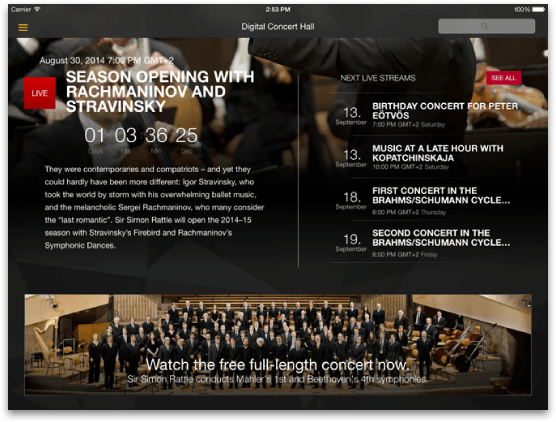 Carrier
2:53 PM
100%
Digital Concert Hall
August 30, 2014 7:00 PM GMT+2
LIVE
SEASON OPENING WITH
RACHMANINOV AND
STRAVINSKY
01 03 36 25
Days Hour Min Sec
They were contemporaries and compatriots – and yet they
could hardly have been more different: Igor Stravinsky, who
took the world by storm with his overwhelming ballet music,
and the melancholic Sergei Rachmaninov, who many consider
the "last romantic". Sir Simon Rattle will open the 2014–15
season with Stravinsky's Firebird and Rachmaninov's
Symphonic Dances.
NEXT LIVE STREAMS
SEE ALL
13.
September
BIRTHDAY CONCERT FOR PETER
EÖTVÖS
7:00 PM GMT+2 Saturday
13.
September
MUSIC AT A LATE HOUR WITH
KOPATCHINSKAJA
10:00 PM GMT+2 Saturday
18.
September
FIRST CONCERT IN THE
BRAHMS/SCHUMANN CYCLE...
8:00 PM GMT+2 Thursday
19.
September
SECOND CONCERT IN THE
BRAHMS/SCHUMANN CYCLE...
8:00 PM GMT+2 Friday
Watch the free full-length concert now.
Sir Simon Rattle conducts Mahler's 1st and Beethoven's 4th symphonies.